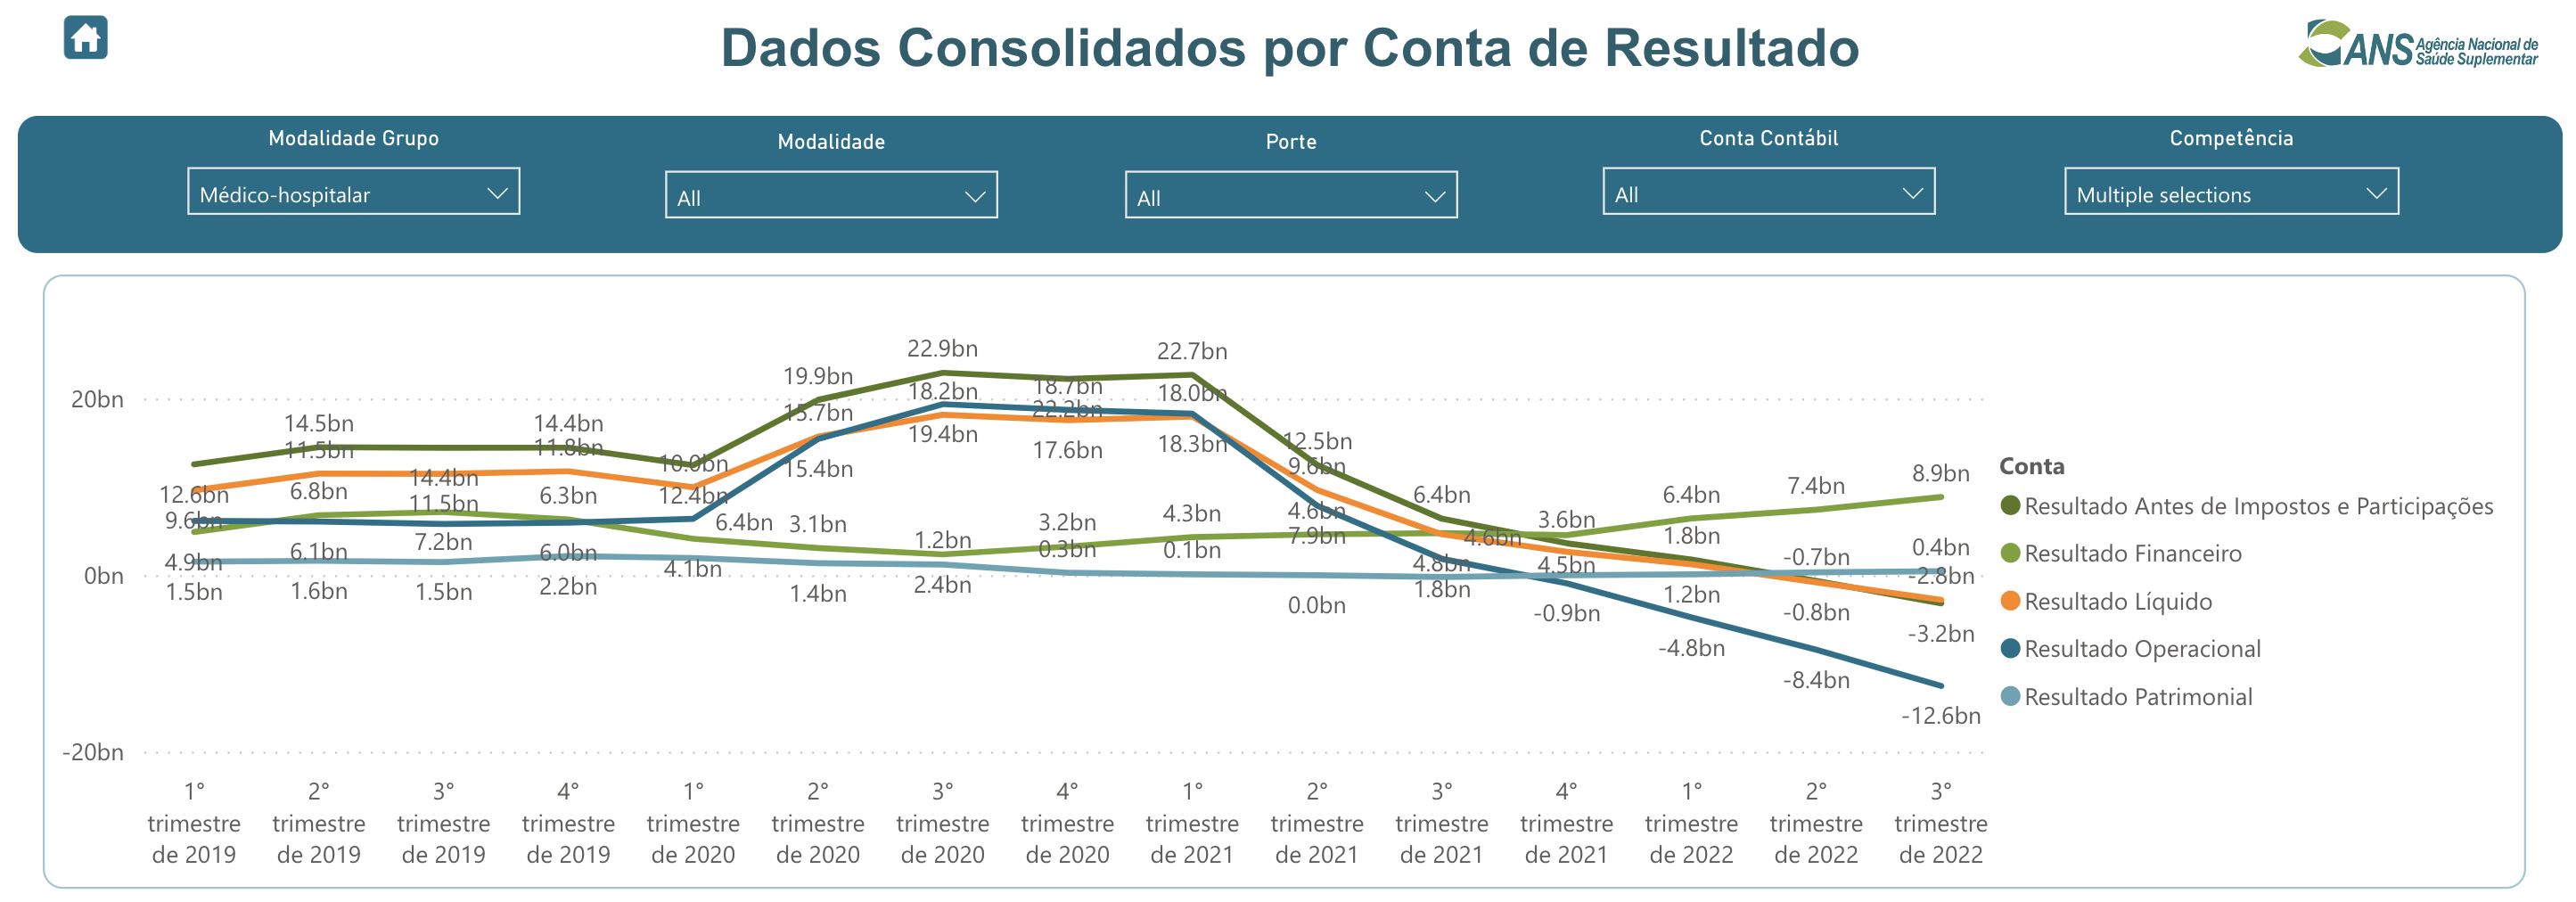 Dados Consolidados por Conta de Resultado
ANS Agência Nacional de
Saúde Suplementar
Modalidade Grupo
Modalidade
Porte
Conta Contábil
Competência
Médico-hospitalar
All
All
All
Multiple selections
20bn
0bn
-20bn
12.6bn
9.6bn
4.9bn
1.5bn
14.5bn
11.5bn
6.8bn
6.1bn
1.6bn
14.4bn
11.5bn
7.2bn
1.5bn
14.4bn
11.8bn
6.3bn
6.0bn
2.2bn
10.0bn
12.4bn
6.4bn
4.1bn
19.9bn
15.7bn
15.4bn
3.1bn
1.4bn
22.9bn
18.2bn
19.4bn
1.2bn
2.4bn
18.7bn
22.2bn
17.6bn
3.2bn
0.3bn
22.7bn
18.0bn
18.3bn
4.3bn
0.1bn
12.5bn
9.6bn
4.6bn
7.9bn
0.0bn
6.4bn
4.6bn
4.8bn
1.8bn
3.6bn
4.5bn
-0.9bn
6.4bn
1.8bn
1.2bn
-4.8bn
7.4bn
-0.7bn
-0.8bn
-8.4bn
8.9bn
0.4bn
-2.8bn
-3.2bn
-12.6bn
1°
trimestre
de 2019
2°
trimestre
de 2019
3°
trimestre
de 2019
4°
trimestre
de 2019
1°
trimestre
de 2020
2°
trimestre
de 2020
3°
trimestre
de 2020
4°
trimestre
de 2020
1°
trimestre
de 2021
2°
trimestre
de 2021
3°
trimestre
de 2021
4°
trimestre
de 2021
1°
trimestre
de 2022
2°
trimestre
de 2022
3°
trimestre
de 2022
Conta
Resultado Antes de Impostos e Participações
Resultado Financeiro
Resultado Líquido
Resultado Operacional
Resultado Patrimonial